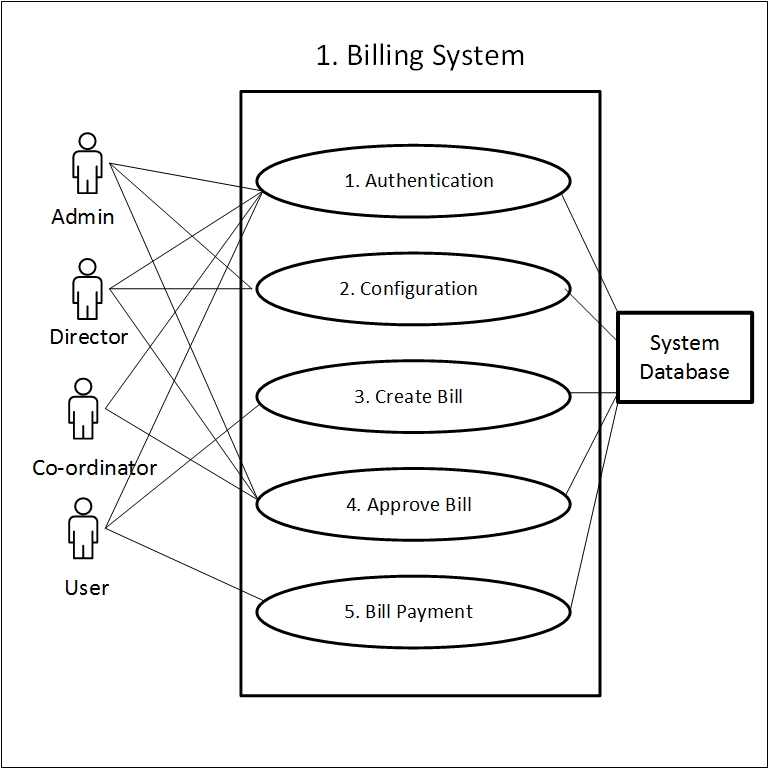 1. Billing System
Admin
Director
Co-ordinator
User
1. Authentication
2. Configuration
3. Create Bill
4. Approve Bill
5. Bill Payment
System
Database